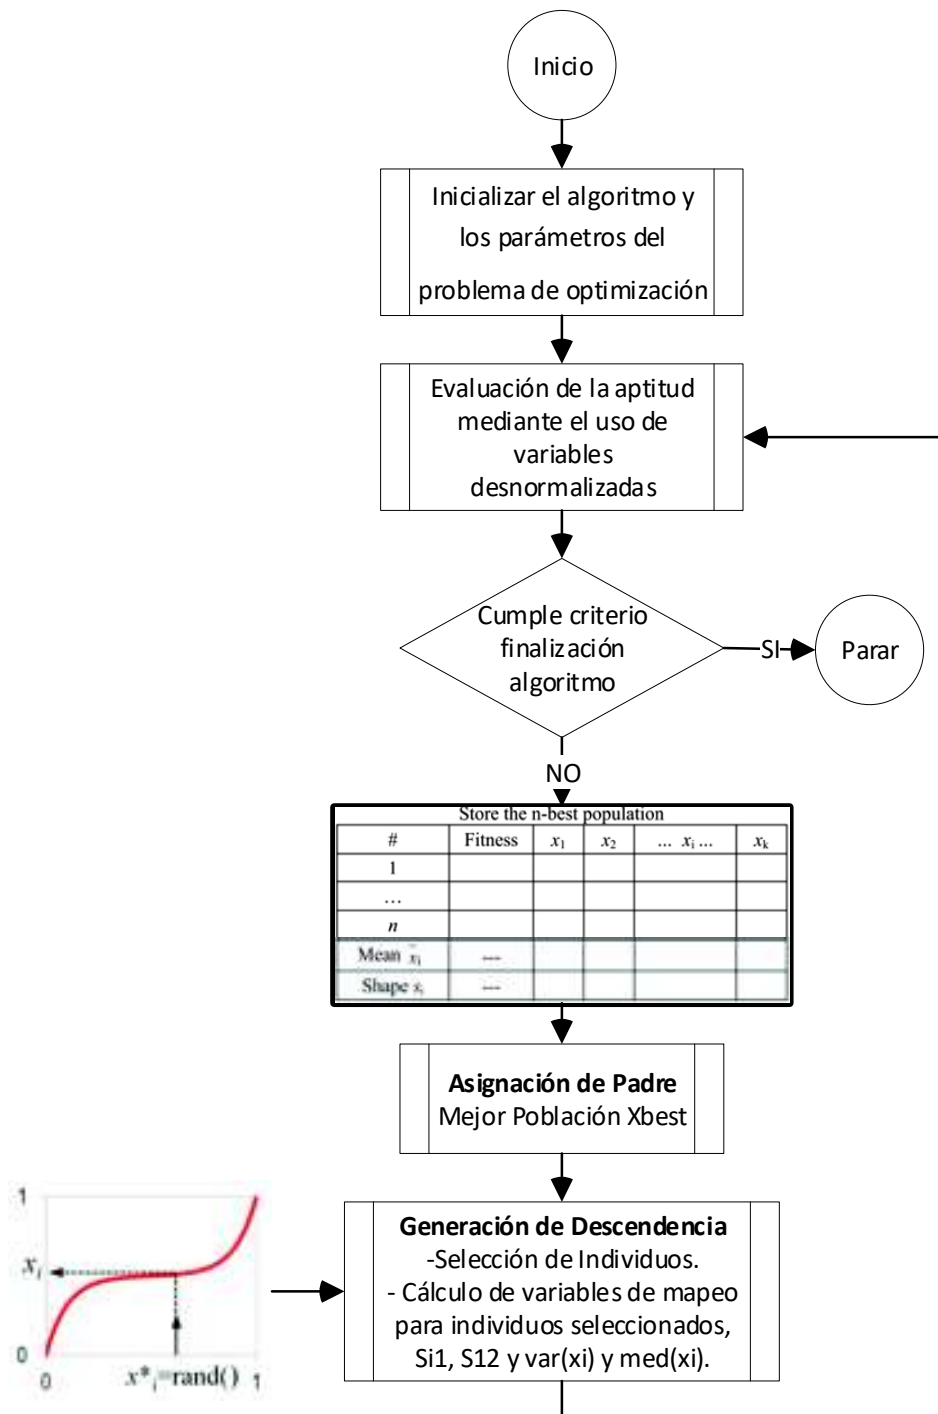 Inicio
Inicializar el algoritmo y
los parámetros del
problema de optimización
Evaluación de la aptitud
mediante el uso de
variables
desnormalizadas
Cumple criterio
finalización
algoritmo
SI
Parar
NO
Store the n-best population
# Fitness x₁ x₂ ... xᵢ ... xₖ
1
...
n
Mean x̄ᵢ ---
Shape sᵢ ---
Asignación de Padre
Mejor Población Xbest
Generación de Descendencia
-Selección de Individuos.
- Cálculo de variables de mapeo
para individuos seleccionados,
Si1, S12 y var(xi) y med(xi).
1
xᵢ
0
0 x*ᵢ=rand() 1